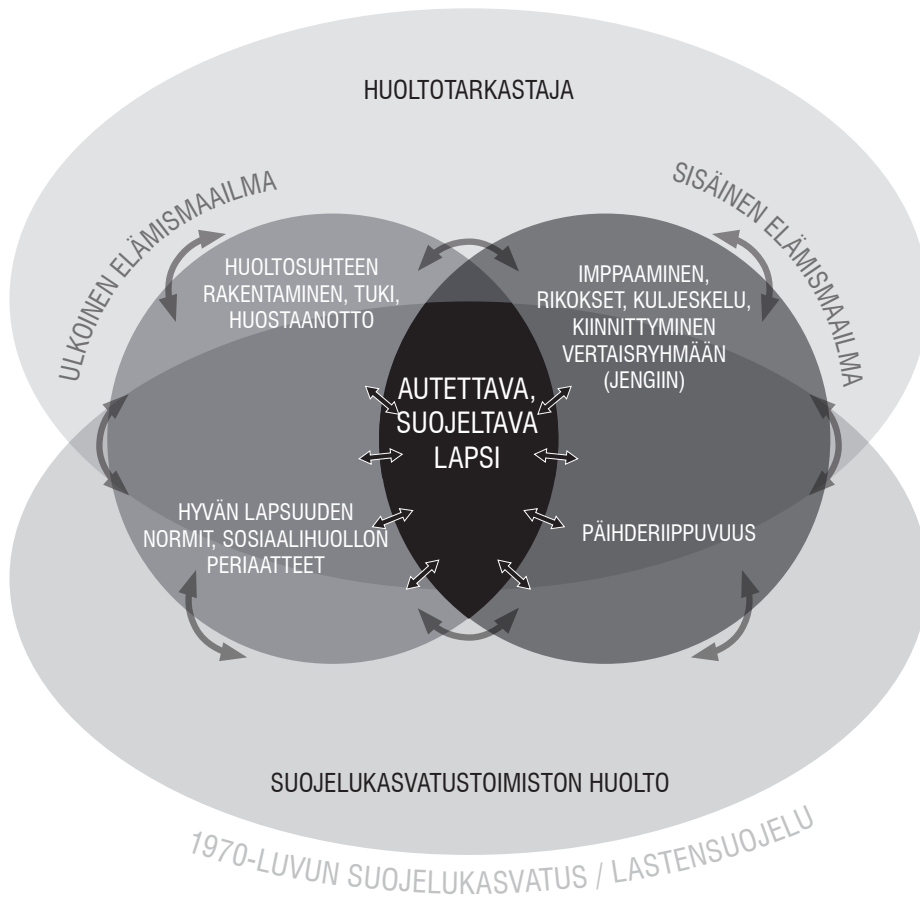 HUOLTOTARKASTAJA
ULKOINEN ELÄMISMAAILMA
SISÄINEN ELÄMISMAAILMA
HUOLTOSUHTEEN
RAKENTAMINEN, TUKI,
HUOSTAANOTTO
IMPPAAMINEN,
RIKOKSET, KULJESKELU,
KIINNITTYMINEN
VERTAISRYHMÄÄN
(JENGIIN)
AUTETTAVA,
SUOJELTAVA
LAPSI
HYVÄN LAPSUUDEN
NORMIT, SOSIAALIHUOLLON
PERIAATTEET
PÄIHDERIIPPUVUUS
SUOJELUKASVATUSTOIMISTON HUOLTO
1970-LUVUN SUOJELUKASVATUS / LASTENSUOJELU